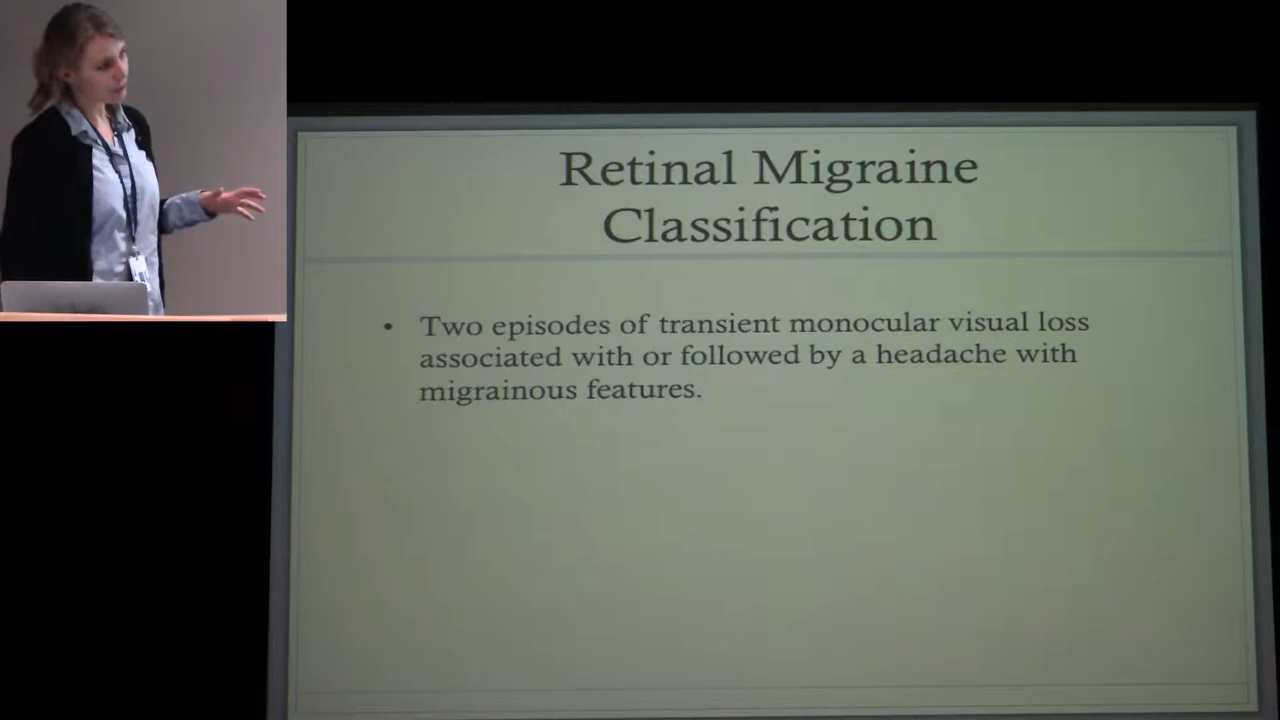 Retinal Migraine
Classification
• Two episodes of transient monocular visual loss
associated with or followed by a headache with
migrainous features.